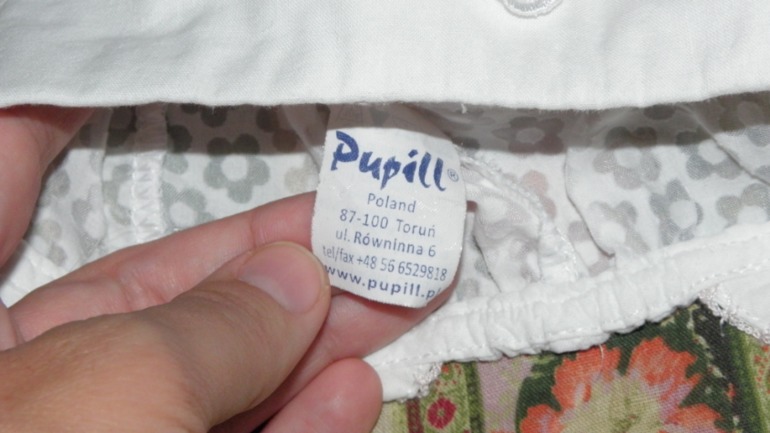 Pupill®
Poland
87-100 Toruń
ul. Równinna 6
tel/fax +48 56 6529818
www.pupill.p